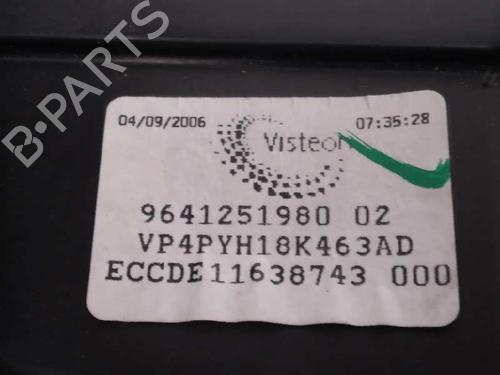 04/09/2006
07:35:28
Visteon
9641251980 02
VP4PYH18K463AD
ECCDE11638743 000
B-PARTS